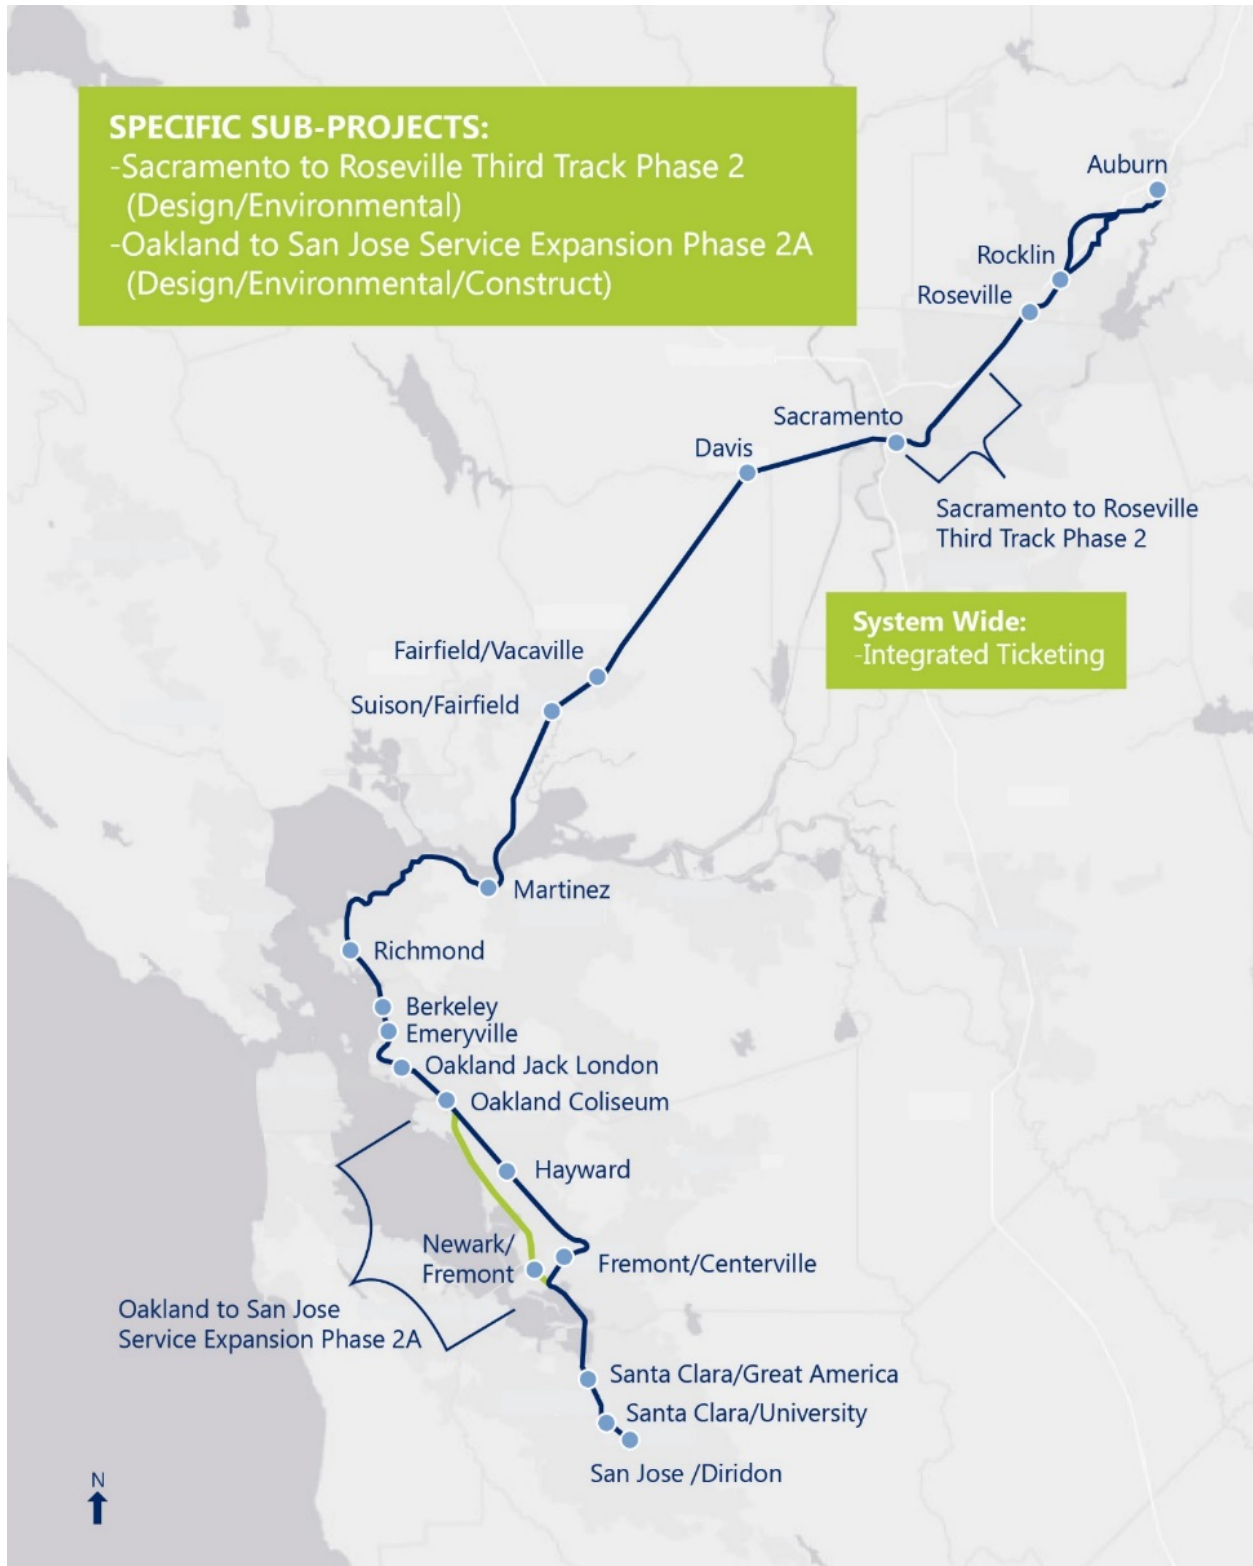 SPECIFIC SUB-PROJECTS:
-Sacramento to Roseville Third Track Phase 2
(Design/Environmental)
-Oakland to San Jose Service Expansion Phase 2A
(Design/Environmental/Construct)
Auburn
Rocklin
Roseville
Sacramento
Davis
Sacramento to Roseville
Third Track Phase 2
System Wide:
-Integrated Ticketing
Fairfield/Vacaville
Suison/Fairfield
Martinez
Richmond
Berkeley
Emeryville
Oakland Jack London
Oakland Coliseum
Hayward
Newark/
Fremont
Fremont/Centerville
Oakland to San Jose
Service Expansion Phase 2A
Santa Clara/Great America
Santa Clara/University
San Jose /Diridon
N